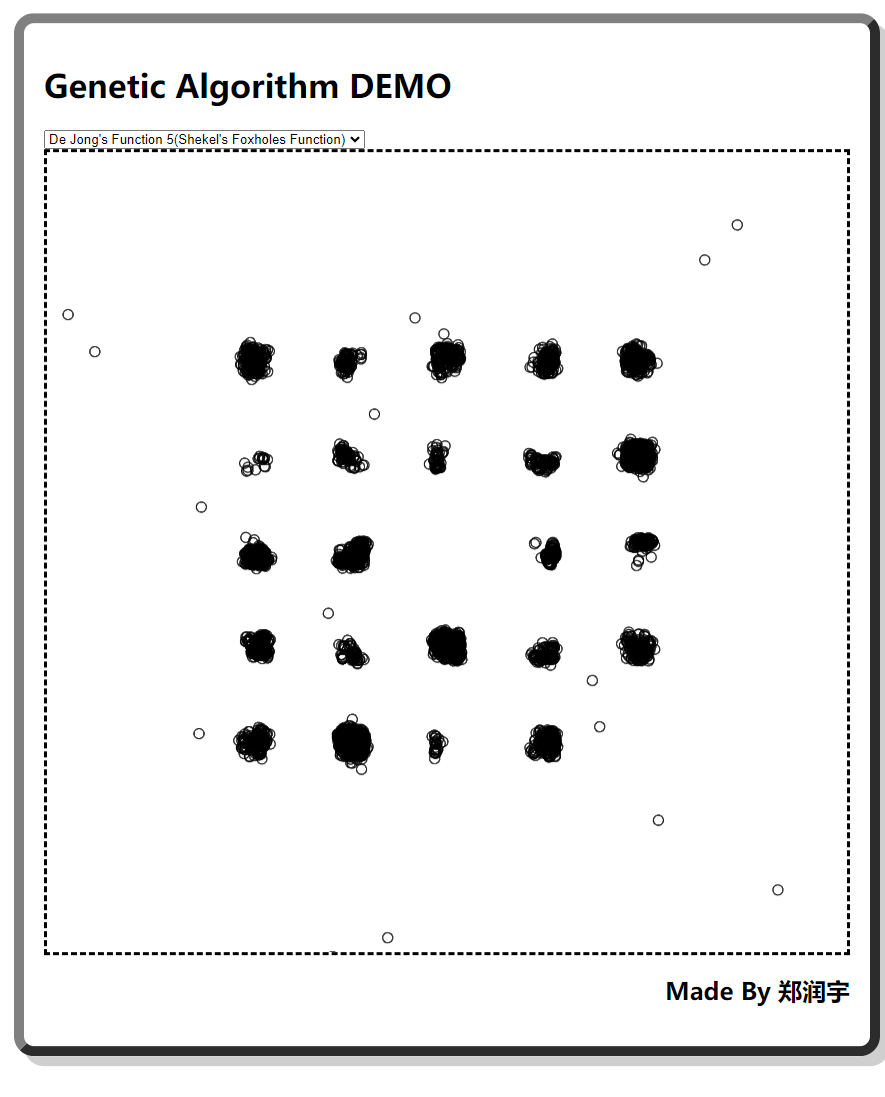 Genetic Algorithm DEMO
De Jong's Function 5(Shekel's Foxholes Function)
Made By 郑润宇